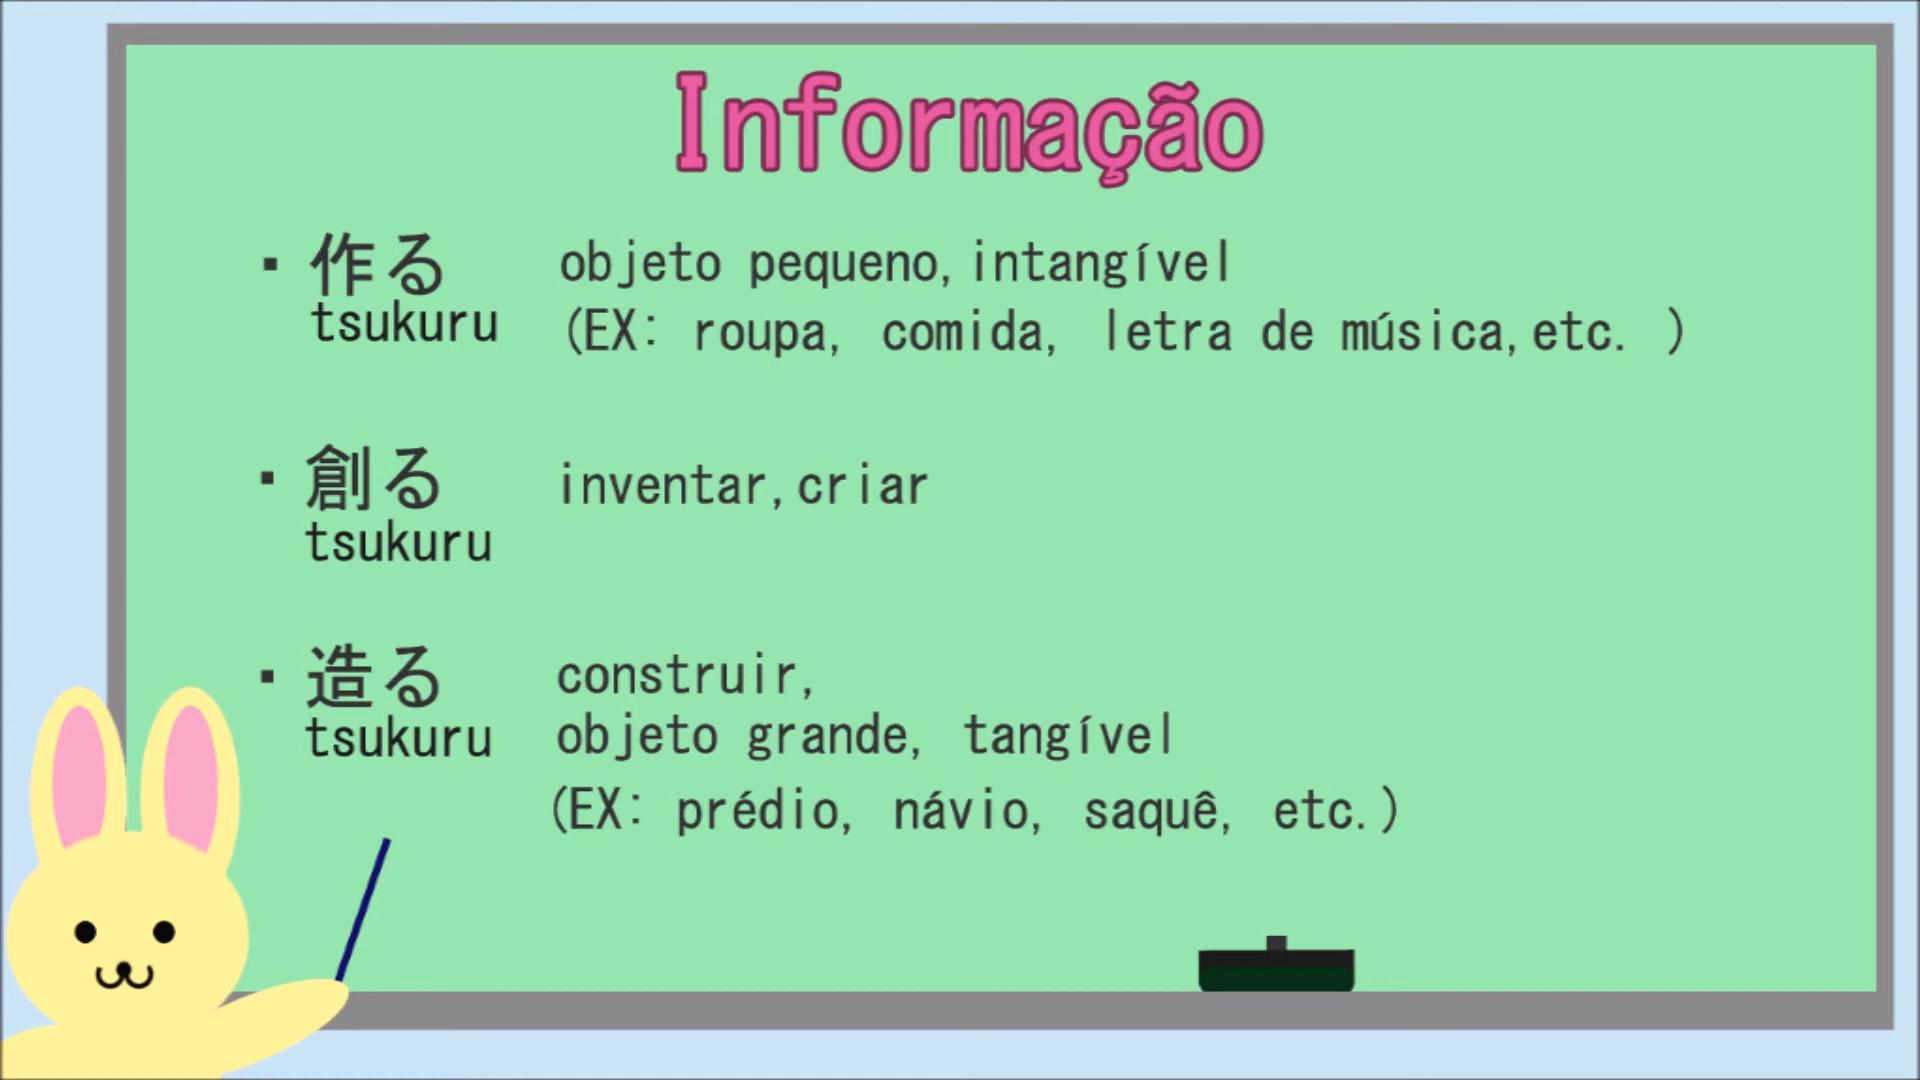 Informação
・作る objeto pequeno,intangível
tsukuru (EX: roupa, comida, letra de música,etc. )
・創る inventar,criar
tsukuru
・造る construir,
tsukuru objeto grande, tangível
(EX: prédio, návio, saquê, etc.)